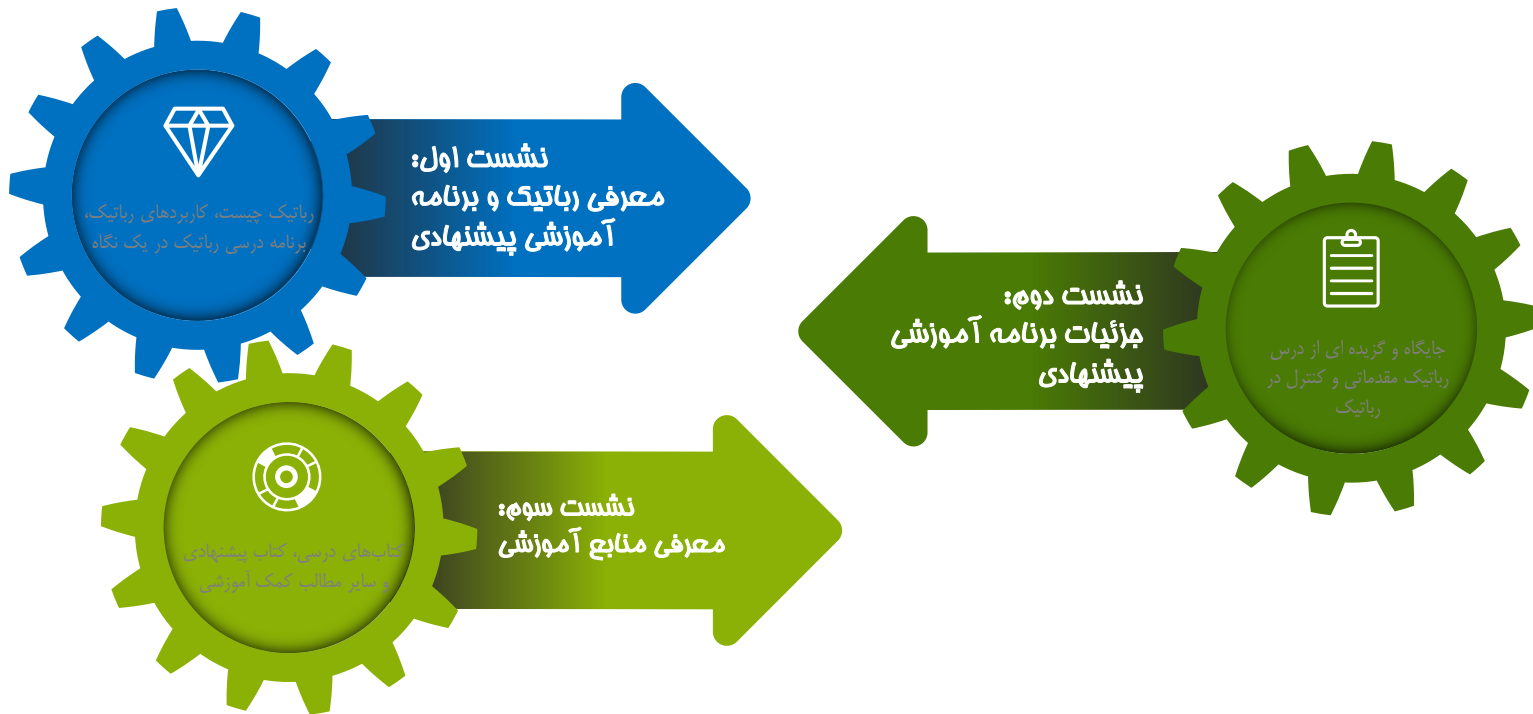 رباتیک چیست، کاربردهای رباتیک،
برنامه درسی رباتیک در یک نگاه
نشست اول:
معرفی رباتیک و برنامه
آموزشی پیشنهادی
نشست دوم:
جزئیات برنامه آموزشی
پیشنهادی
جایگاه و گزیده ای از درس
رباتیک مقدماتی و کنترل در
رباتیک
کتاب‌های درسی، کتاب پیشنهادی
و سایر مطالب کمک آموزشی
نشست سوم:
معرفی منابع آموزشی